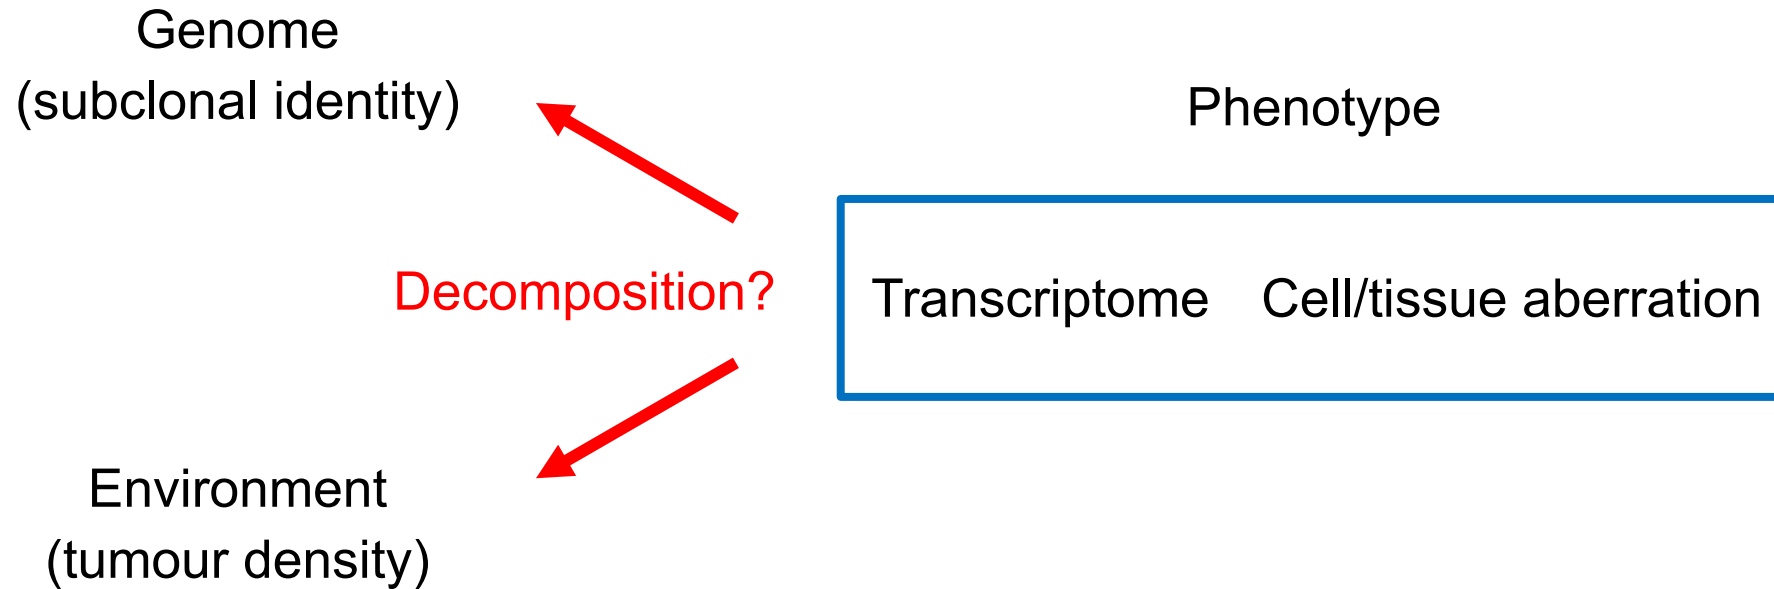 Genome
(subclonal identity)
Phenotype
Decomposition?
Transcriptome
Cell/tissue aberration
Environment
(tumour density)